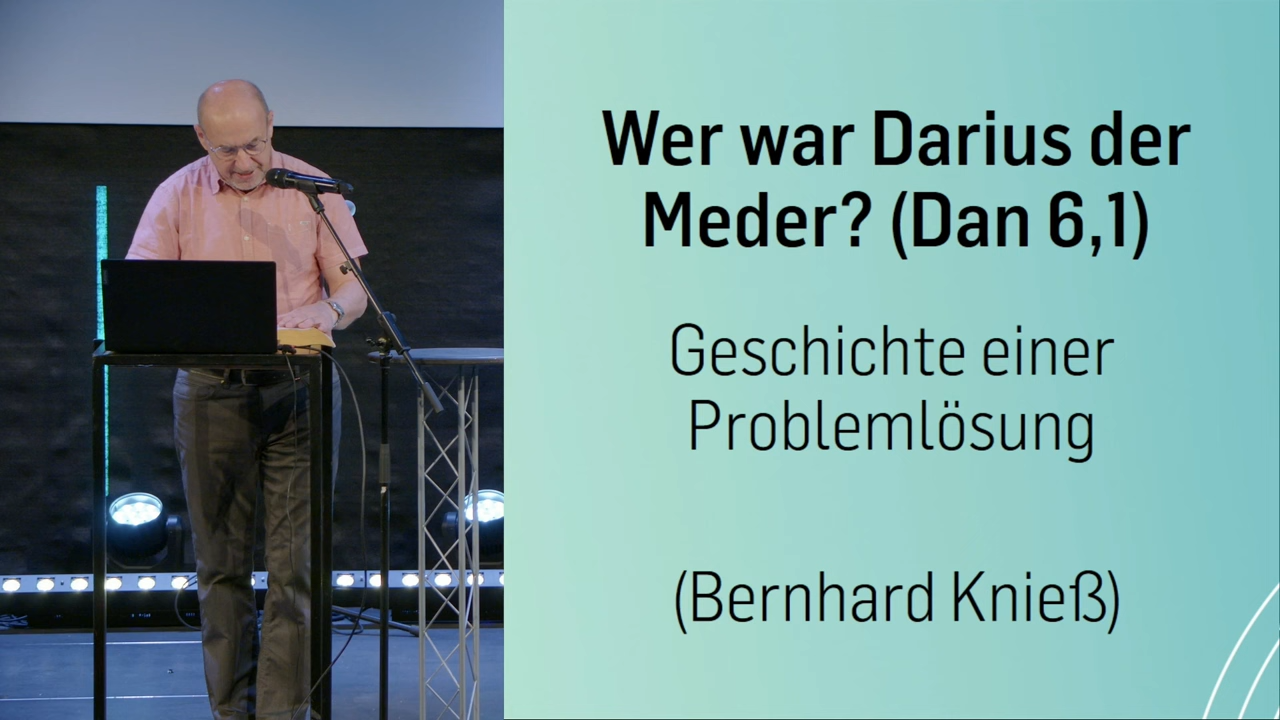 Wer war Darius der
Meder? (Dan 6,1)
Geschichte einer
Problemlösung
(Bernhard Knieß)